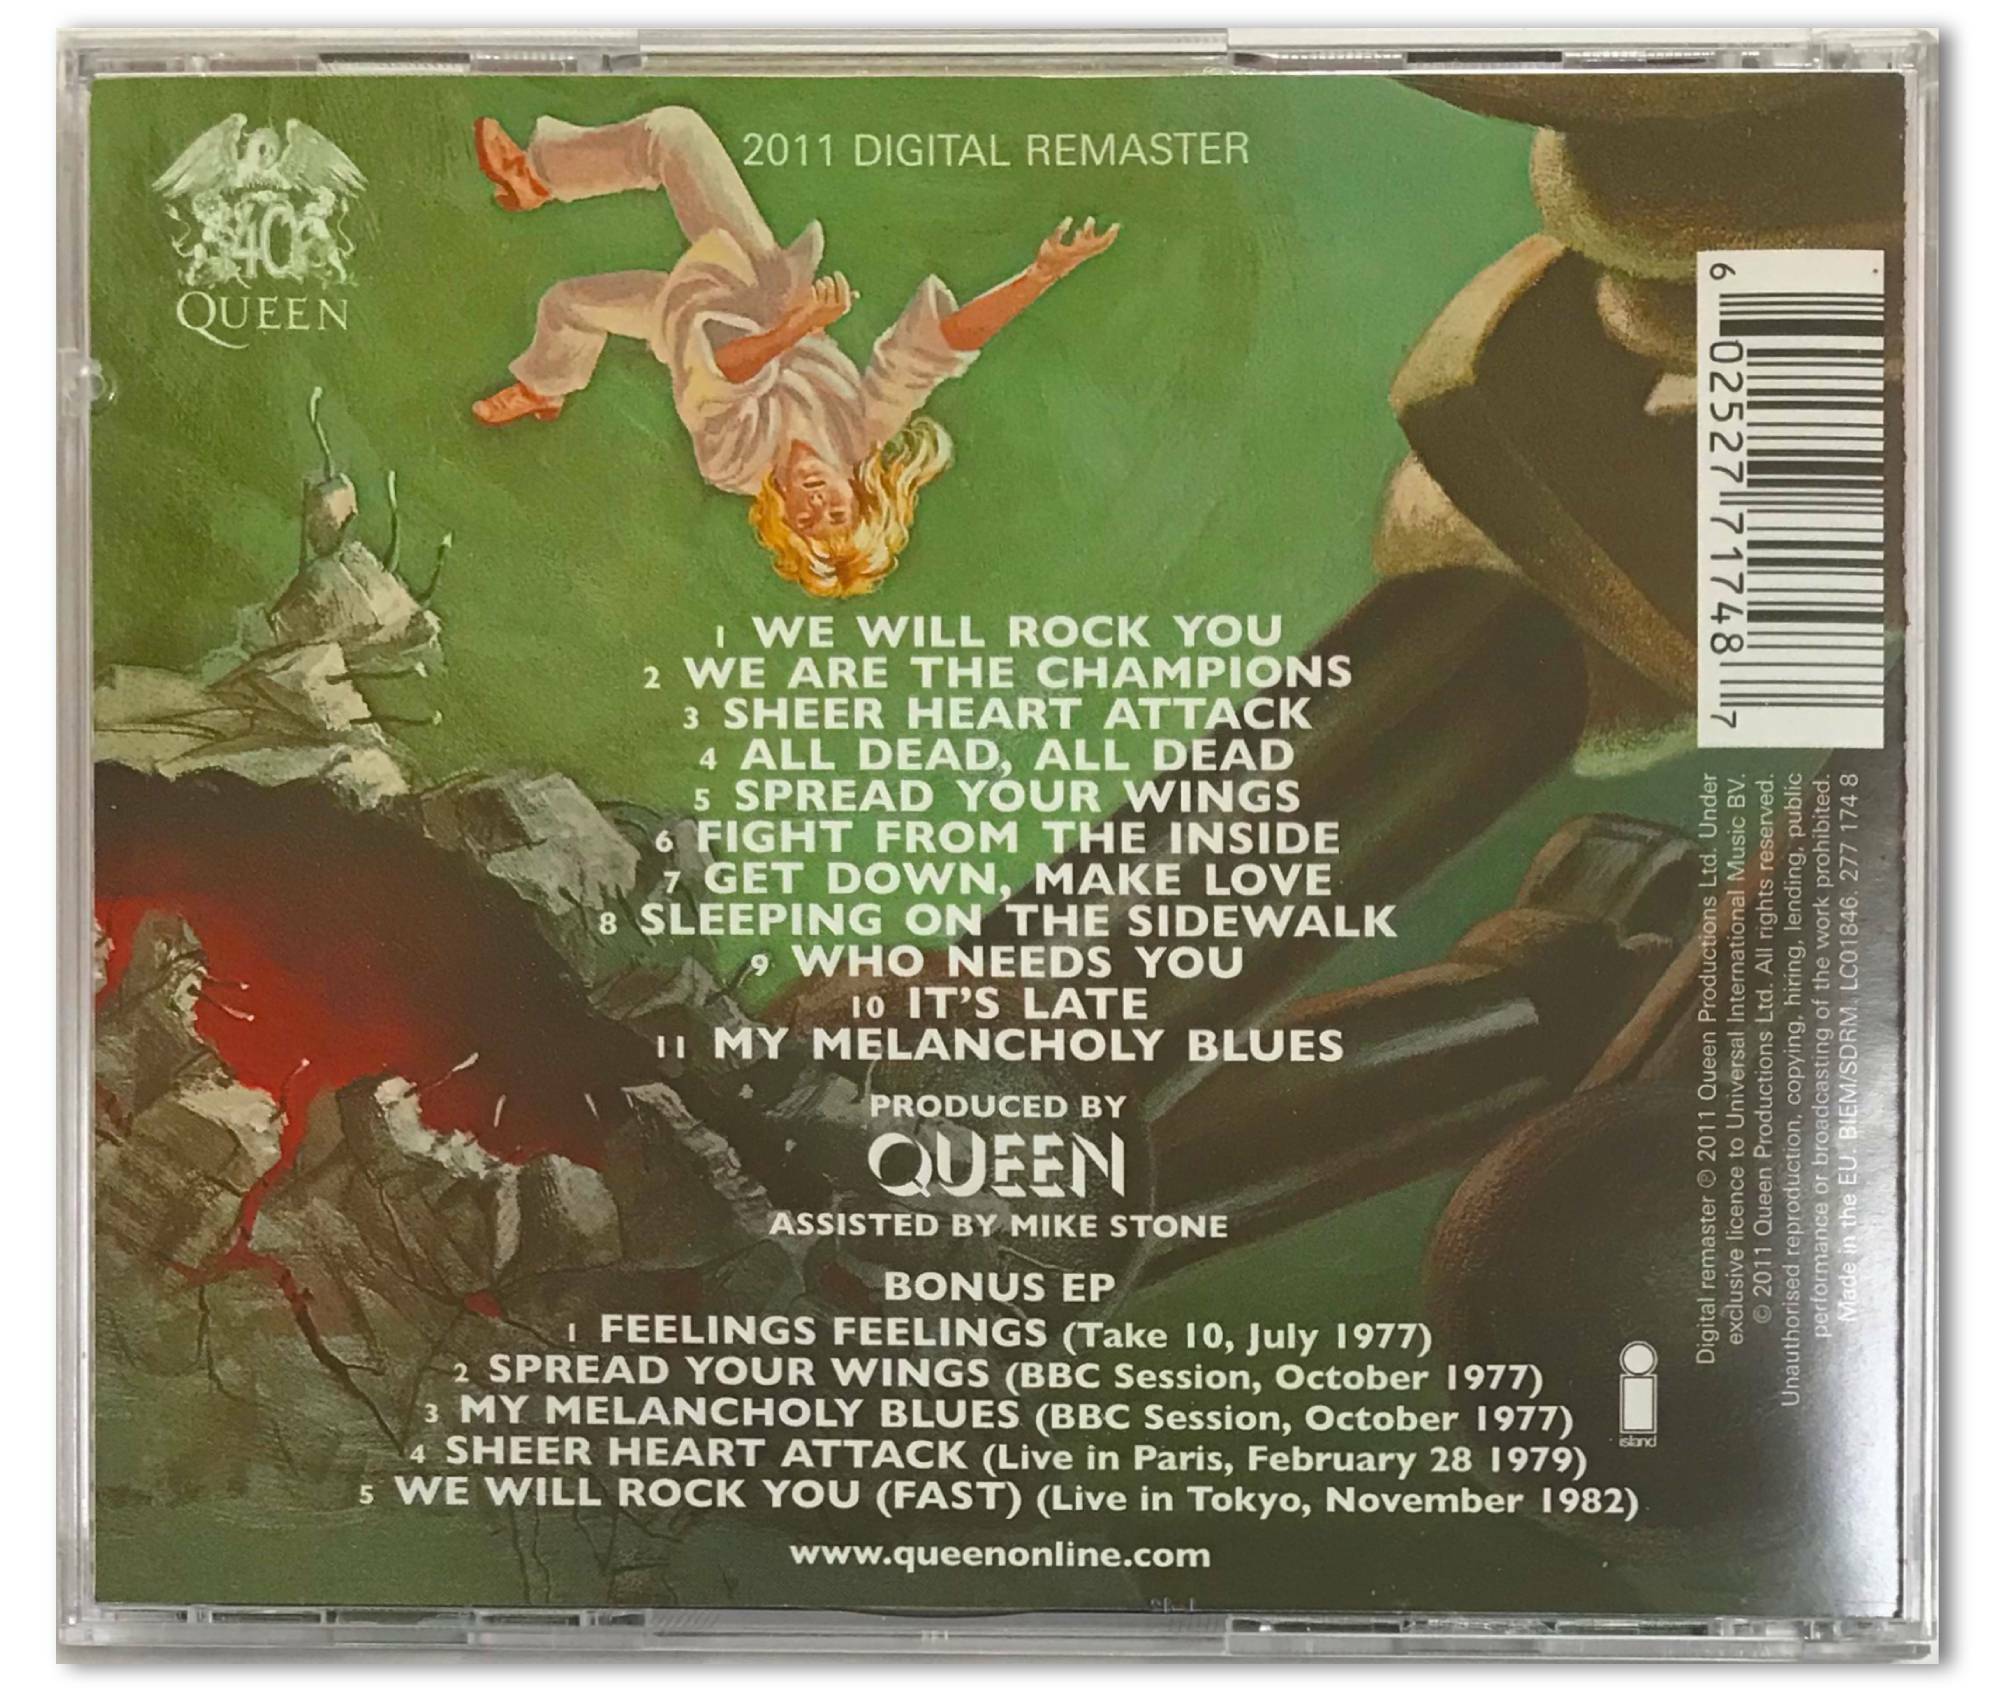 2011 DIGITAL REMASTER
40
QUEEN
1 WE WILL ROCK YOU
2 WE ARE THE CHAMPIONS
3 SHEER HEART ATTACK
4 ALL DEAD, ALL DEAD
5 SPREAD YOUR WINGS
6 FIGHT FROM THE INSIDE
7 GET DOWN, MAKE LOVE
8 SLEEPING ON THE SIDEWALK
9 WHO NEEDS YOU
10 IT'S LATE
11 MY MELANCHOLY BLUES
PRODUCED BY
QUEEN
ASSISTED BY MIKE STONE
BONUS EP
1 FEELINGS FEELINGS (Take 10, July 1977)
2 SPREAD YOUR WINGS (BBC Session, October 1977)
3 MY MELANCHOLY BLUES (BBC Session, October 1977)
4 SHEER HEART ATTACK (Live in Paris, February 28 1979)
5 WE WILL ROCK YOU (FAST) (Live in Tokyo, November 1982)
www.queenonline.com
6 02527 71748 7
Digital remaster ℗ 2011 Queen Productions Ltd. Under
exclusive licence to Universal International Music BV.
© 2011 Queen Productions Ltd. All rights reserved.
Unauthorised reproduction, copying, hiring, lending, public
performance or broadcasting of the work prohibited.
Made in the EU. BIEM/SDRM. LC01846. 277 174 8
island